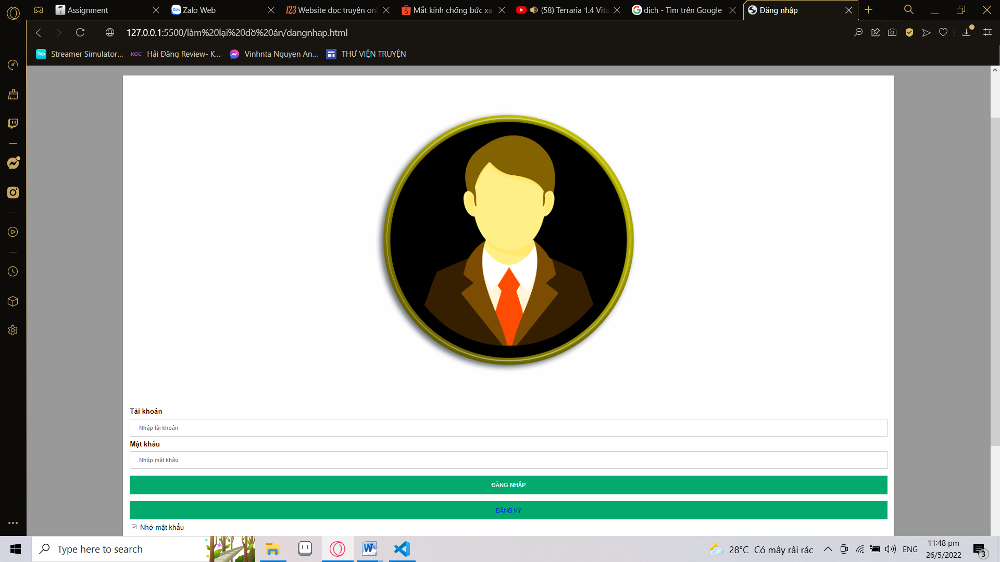 Assignment
Zalo Zalo Web
123 Website đọc truyện onl
Mắt kính chống bức xạ
(58) Terraria 1.4 Vita
dịch - Tìm trên Google
Đăng nhập
127.0.0.1:5500/làm%20lại%20đồ%20án/dangnhap.html
Tap Streamer Simulator...
KGC Hải Đăng Review- K...
Vinhnta Nguyen An...
THƯ VIỆN TRUYỆN
Tài khoản
Nhập tài khoản
Mật khẩu
Nhập mật khẩu
ĐĂNG NHẬP
ĐĂNG KÝ
Nhớ mật khẩu
Type here to search
28°C Có mây rải rác
ENG
11:48 pm
26/5/2022
3